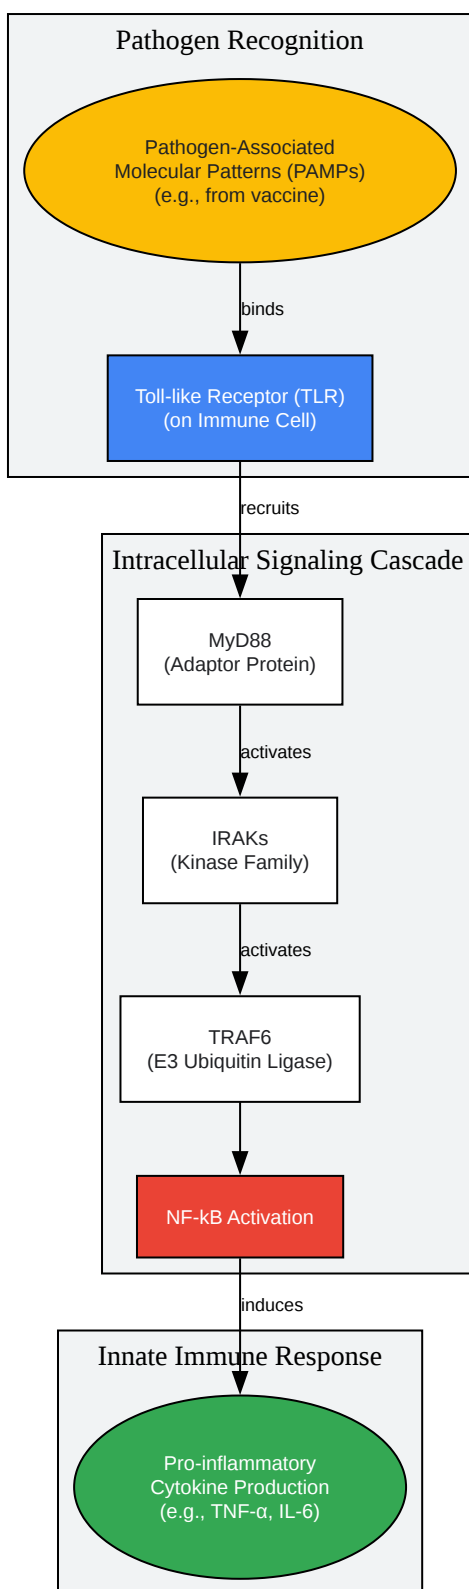 Pathogen Recognition
Pathogen-Associated
Molecular Patterns (PAMPs)
(e.g., from vaccine)
binds
Toll-like Receptor (TLR)
(on Immune Cell)
recruits
Intracellular Signaling Cascade
MyD88
(Adaptor Protein)
activates
IRAKs
(Kinase Family)
activates
TRAF6
(E3 Ubiquitin Ligase)
NF-kB Activation
induces
Innate Immune Response
Pro-inflammatory
Cytokine Production
(e.g., TNF-α, IL-6)